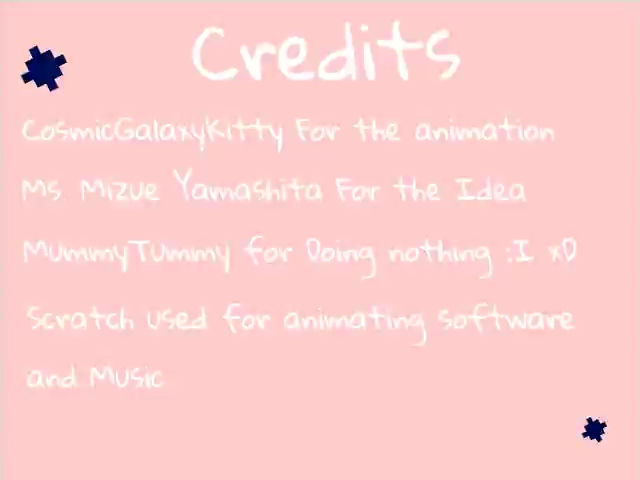 Credits
CosmicGalaxyKitty For the animation
Ms. Mizue Yamashita For the Idea
MummyTummy for Doing nothing :I xD
Scratch used for animating software
and Music